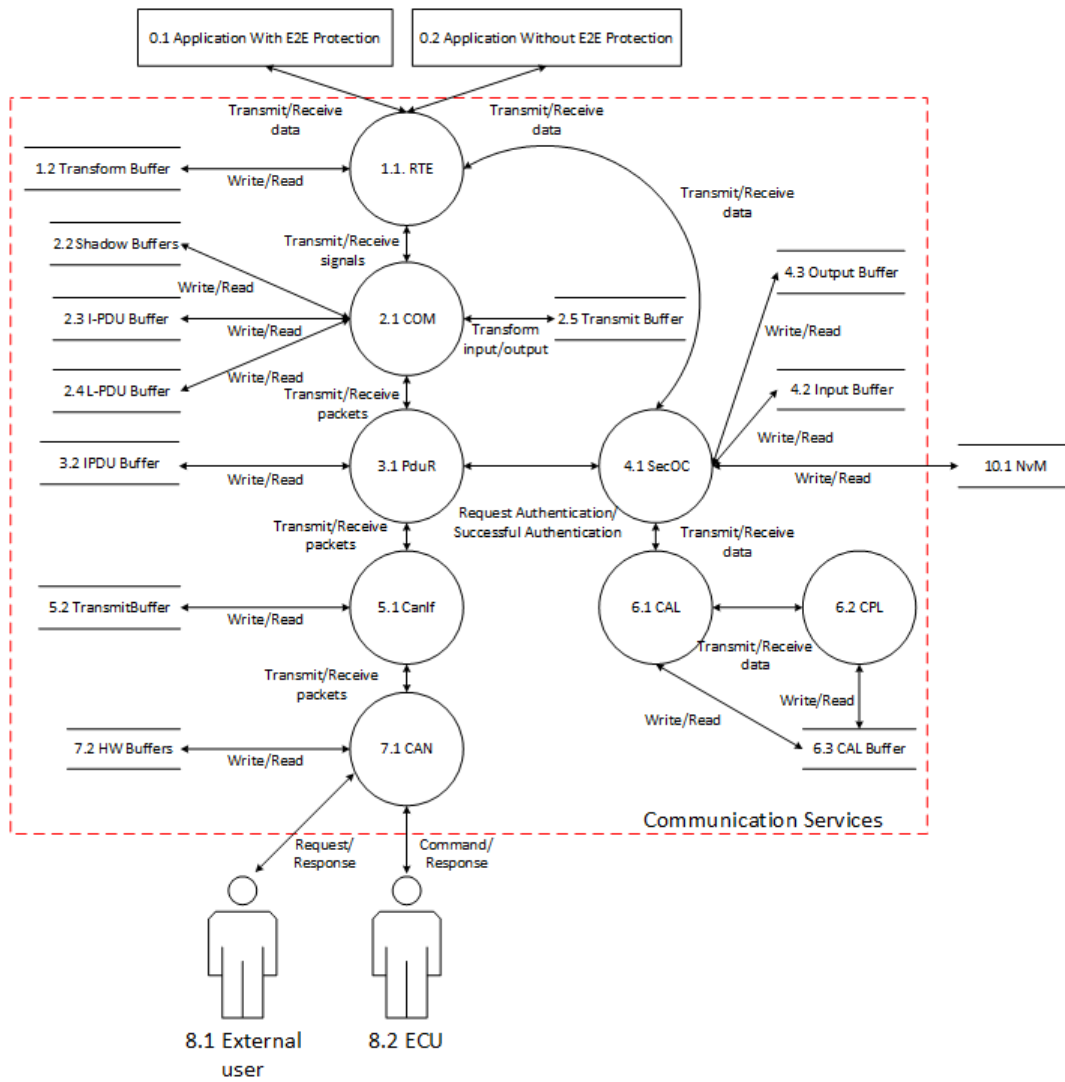 0.1 Application With E2E Protection
0.2 Application Without E2E Protection
Transmit/Receive
data
Transmit/Receive
data
1.1. RTE
1.2 Transform Buffer
Write/Read
Transmit/Receive
data
2.2 Shadow Buffers
Transmit/Receive
signals
4.3 Output Buffer
Write/Read
2.3 I-PDU Buffer
Write/Read
2.1 COM
Transform
input/output
2.5 Transmit Buffer
Write/Read
2.4 L-PDU Buffer
Write/Read
Transmit/Receive
packets
4.2 Input Buffer
Write/Read
3.2 IPDU Buffer
Write/Read
3.1 PduR
4.1 SecOC
Write/Read
10.1 NvM
Request Authentication/
Successful Authentication
Transmit/Receive
packets
Transmit/Receive
data
5.2 TransmitBuffer
Write/Read
5.1 CanIf
6.1 CAL
6.2 CPL
Transmit/Receive
data
Transmit/Receive
packets
Write/Read
Write/Read
7.2 HW Buffers
Write/Read
7.1 CAN
6.3 CAL Buffer
Communication Services
Request/
Response
Command/
Response
8.1 External
user
8.2 ECU